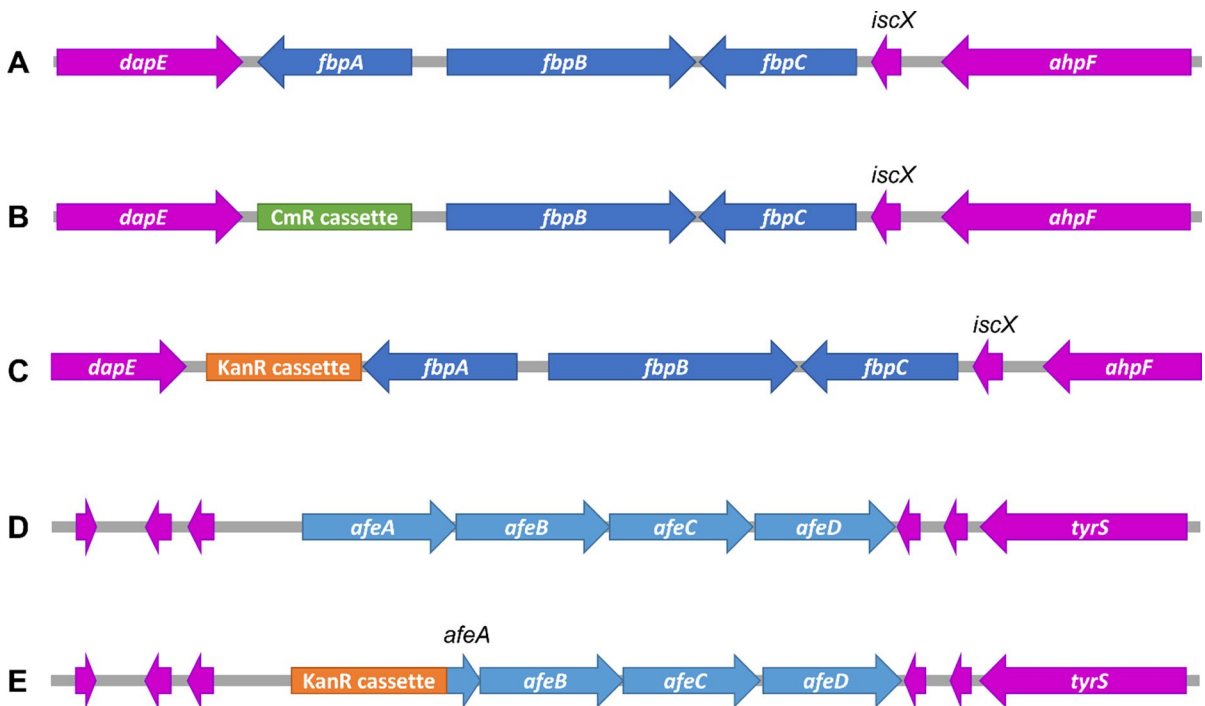 iscX
A dapE fbpA fbpB fbpC ahpF
iscX
B dapE CmR cassette fbpB fbpC ahpF
iscX
C dapE KanR cassette fbpA fbpB fbpC ahpF
D afeA afeB afeC afeD tyrS
afeA
E KanR cassette afeB afeC afeD tyrS